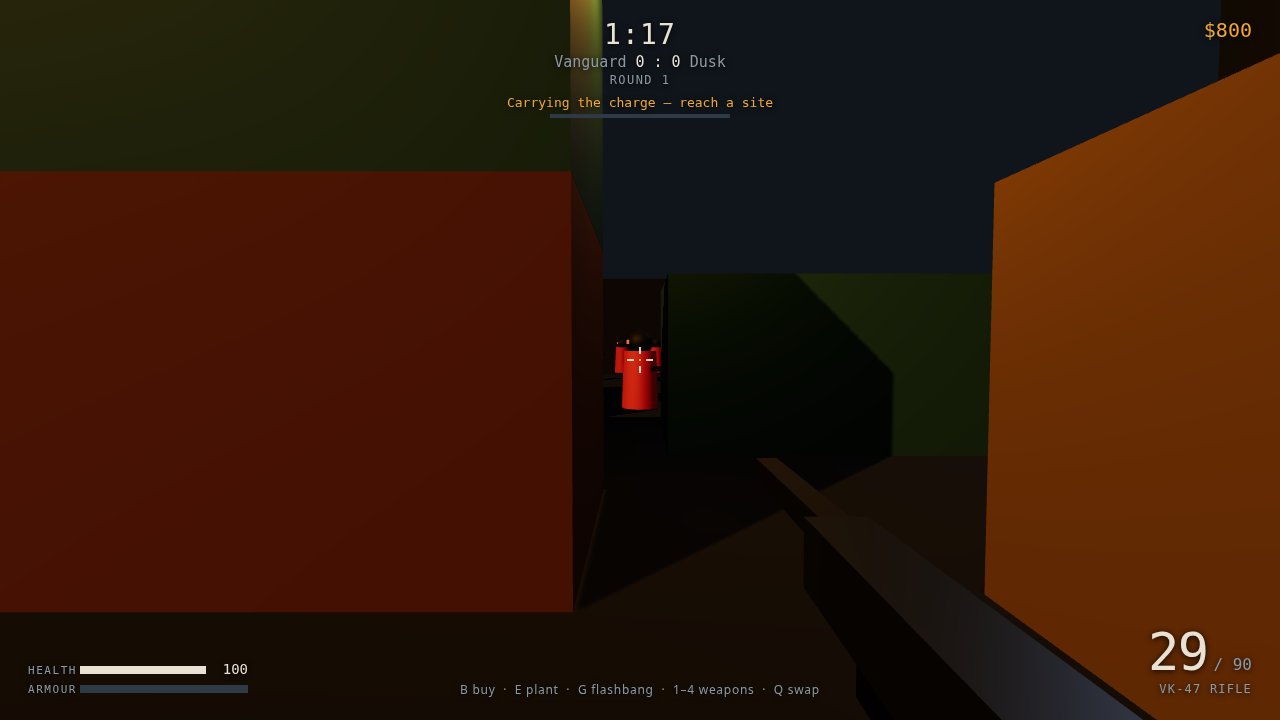 1:17
$800
Vanguard 0 : 0 Dusk
ROUND 1
Carrying the charge — reach a site
HEALTH 100
ARMOUR
B buy · E plant · G flashbang · 1–4 weapons · Q swap
29 / 90
VK-47 RIFLE